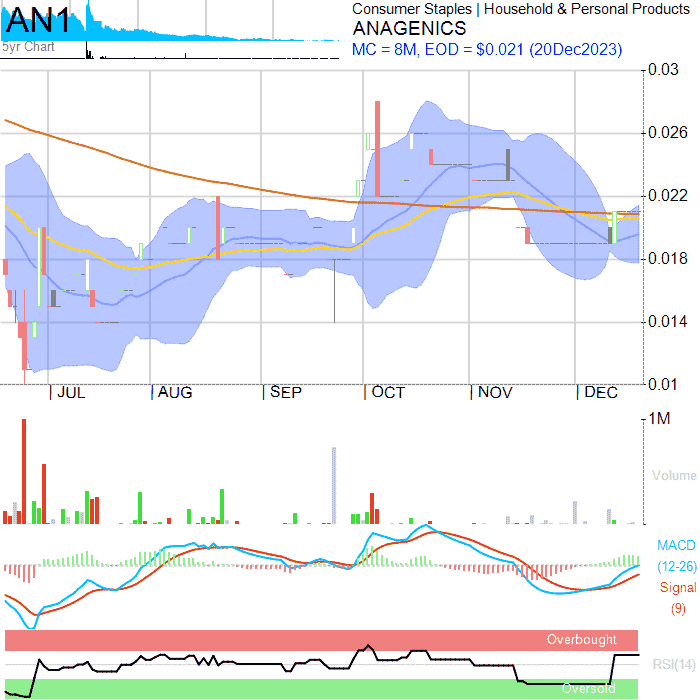 AN1
5yr Chart
Consumer Staples | Household & Personal Products
ANAGENICS
MC = 8M, EOD = $0.021 (20Dec2023)
0.03
0.026
0.022
0.018
0.014
0.01
| JUL | AUG | SEP | OCT | NOV | DEC
1M
Volume
MACD
(12-26)
Signal
(9)
Overbought
RSI(14)
Oversold